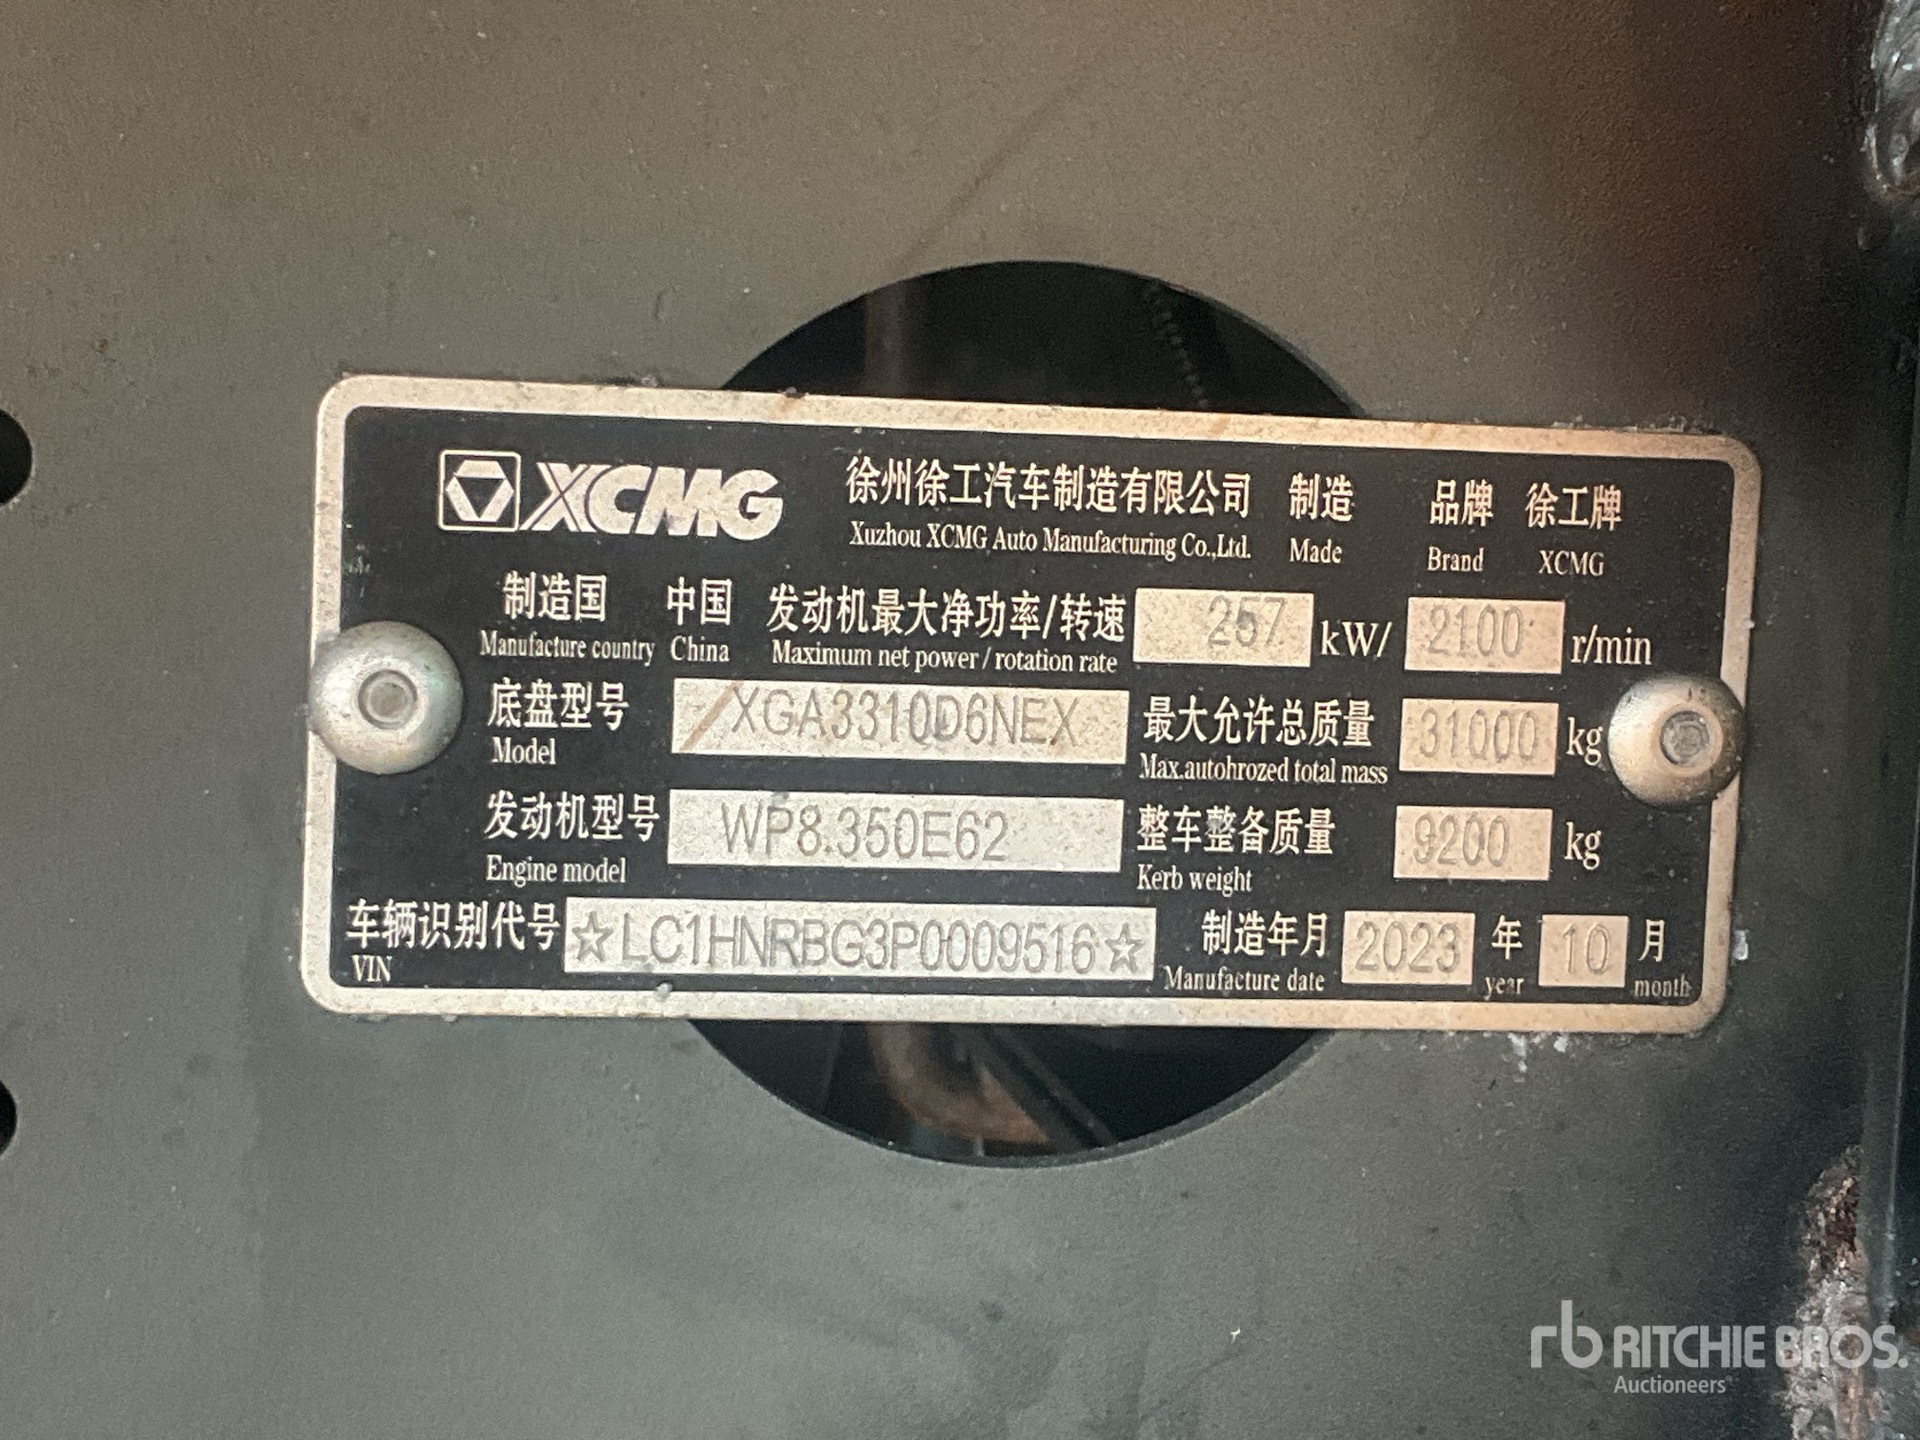 XCMG 徐州徐工汽车制造有限公司 制造 品牌 徐工牌
Xuzhou XCMG Auto Manufacturing Co.,Ltd. Made Brand XCMG
制造国 中国 发动机最大净功率/转速 257 kW/ 2100 r/min
Manufacture country China Maximum net power / rotation rate
底盘型号 XGA3310D6NEX 最大允许总质量 31000 kg
Model Max.autohrozed total mass
发动机型号 WP8.350E62 整车整备质量 9200 kg
Engine model Kerb weight
车辆识别代号 ☆LC1HNRBG3P0009516☆ 制造年月 2023 年 10 月
VIN Manufacture date year month
rb RITCHIE BROS.
Auctioneers